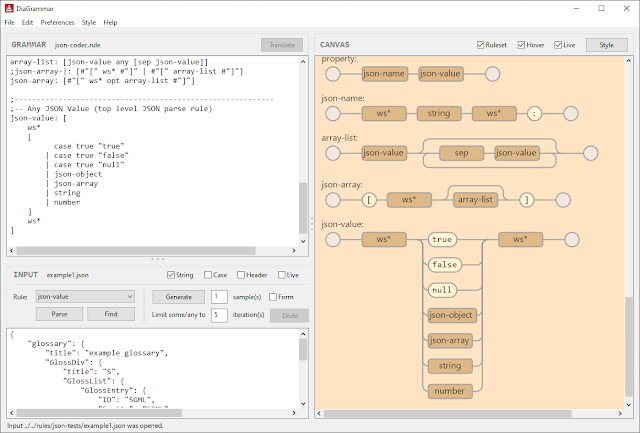 DiaGrammar
File Edit Preferences Style Help
GRAMMAR json-codec.rule Translate
array-list: [json-value any [sep json-value]]
;json-array-|: [#"[" ws* #"]" | #"[" array-list #"]"]
json-array: [#"[" ws* opt array-list #"]"]
;-----------------------------------------------------------
;-- Any JSON Value (top level JSON parse rule)
json-value: [
ws*
[
case true "true"
| case true "false"
| case true "null"
| json-object
| json-array
| string
| number
]
ws*
]
INPUT example1.json String Case Header Live
Rule: json-value Generate 1 sample(s) Form
Parse Find Limit some/any to 5 iteration(s) Undo
{
"glossary": {
"title": "example glossary",
"GlossDiv": {
"title": "S",
"GlossList": {
"GlossEntry": {
"ID": "SGML",
Input ../../rules/json-tests/example1.json was opened.
CANVAS Ruleset Hover Live Style
property:
json-name json-value
json-name:
ws* string ws* :
array-list:
json-value sep json-value
json-array:
[ ws* array-list ]
json-value:
ws* true ws*
false
null
json-object
json-array
string
number